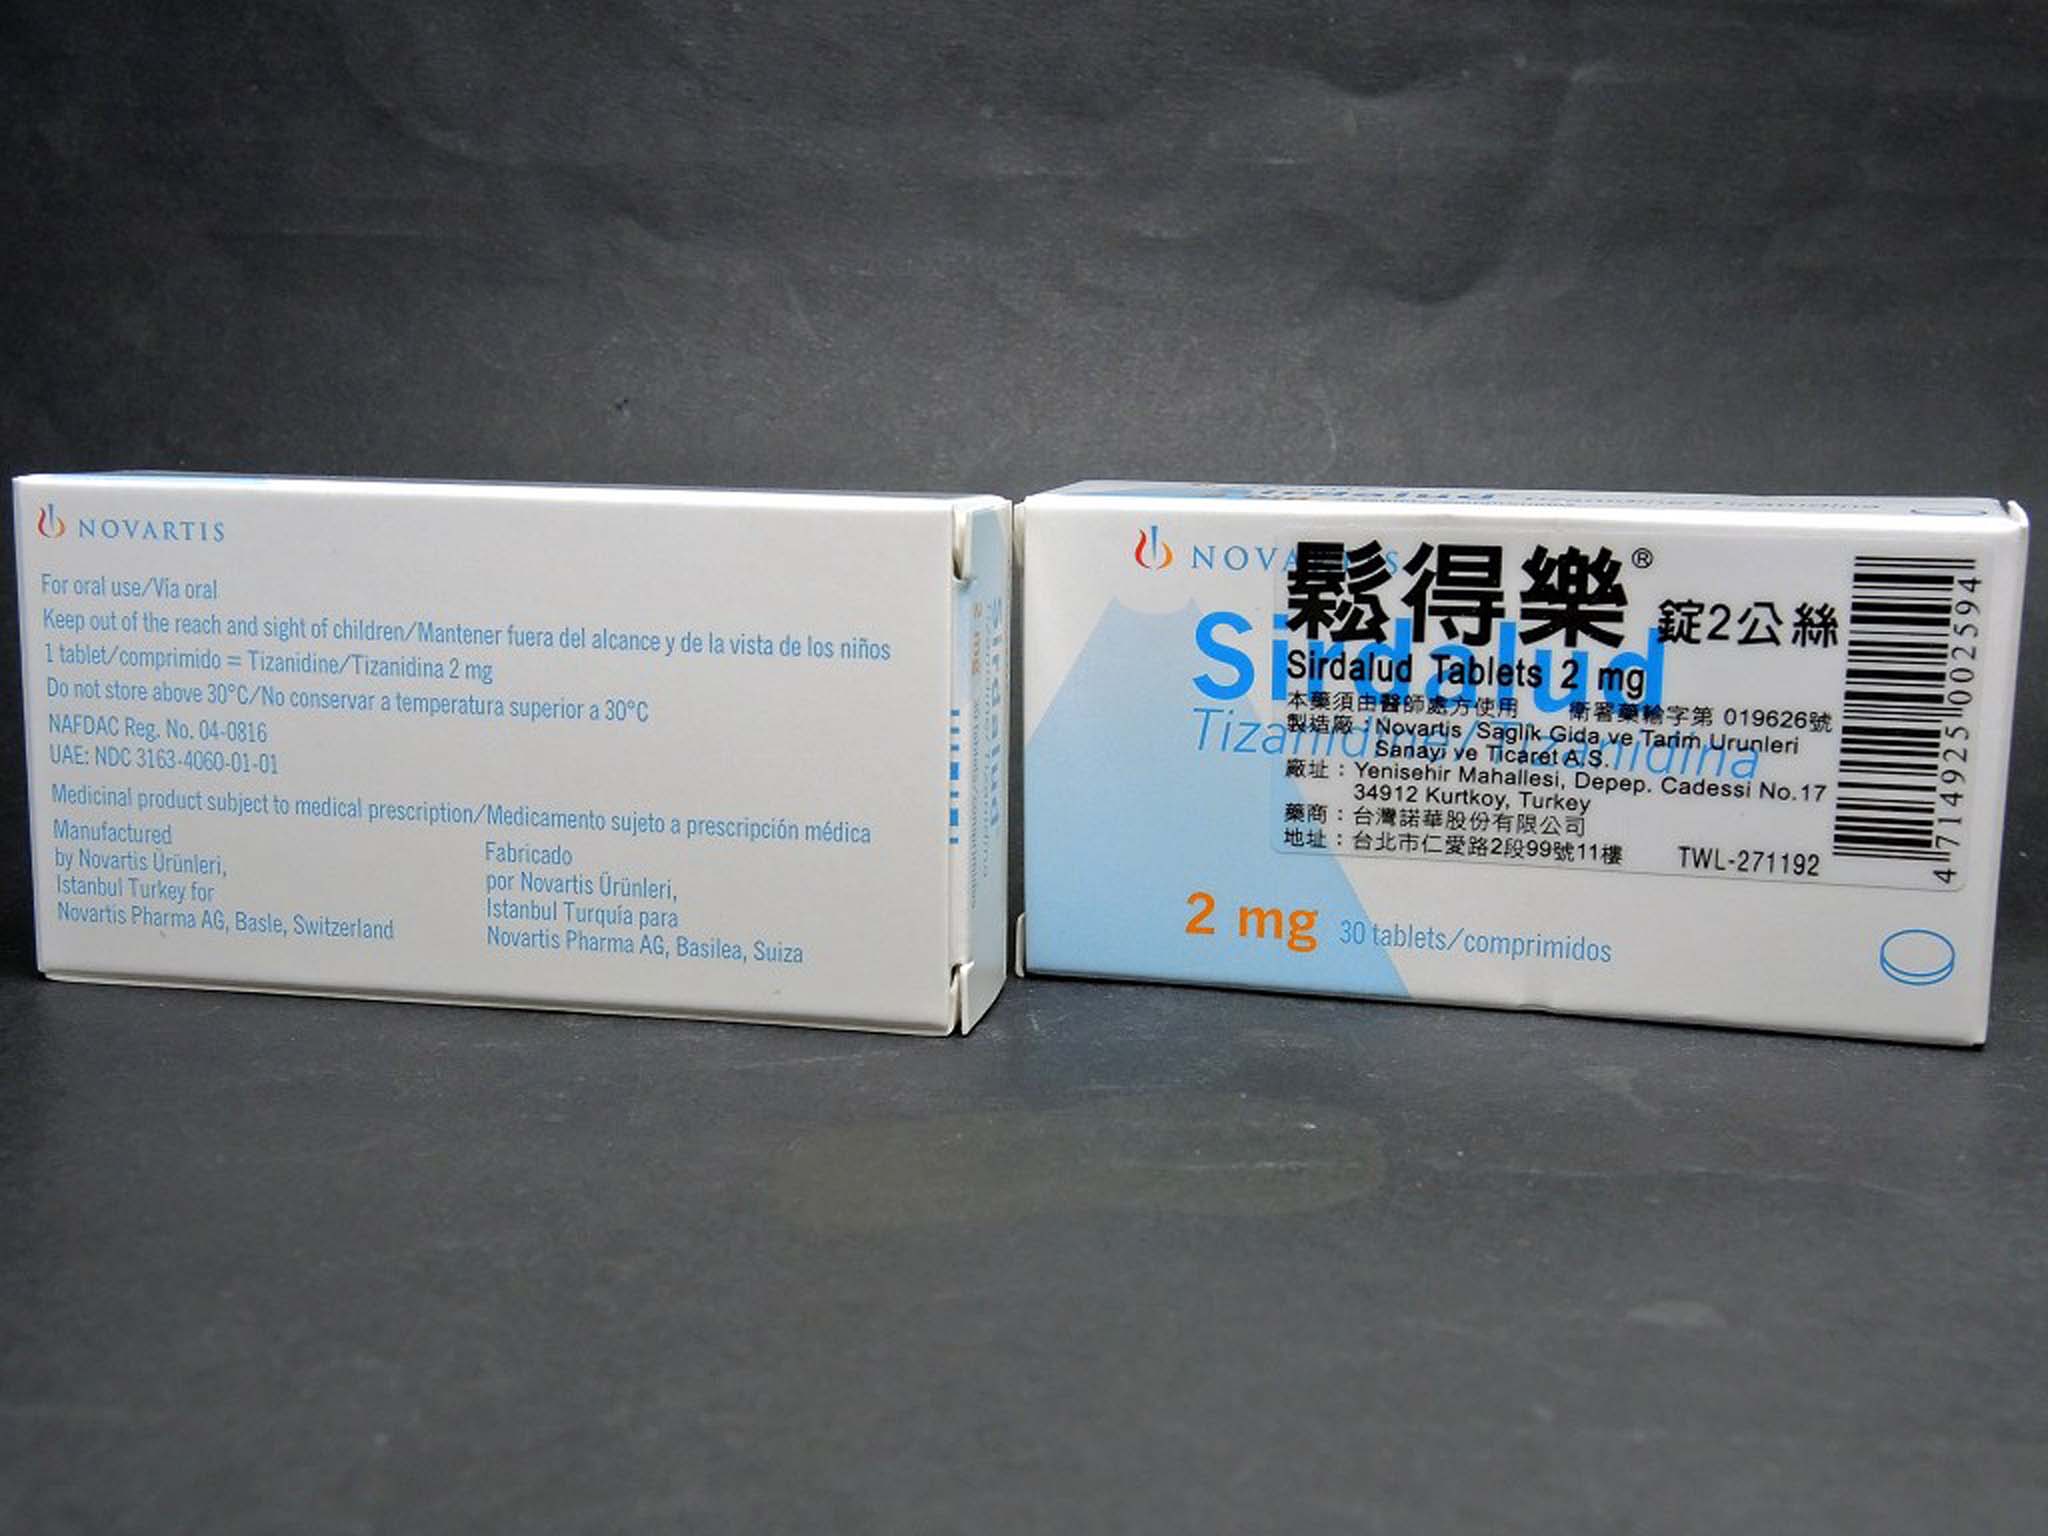 NOVARTIS
For oral use/Vía oral
Keep out of the reach and sight of children/Mantener fuera del alcance y de la vista de los niños
1 tablet/comprimido = Tizanidine/Tizanidina 2 mg
Do not store above 30°C/No conservar a temperatura superior a 30°C
NAFDAC Reg. No. 04-0816
UAE: NDC 3163-4060-01-01
Medicinal product subject to medical prescription/Medicamento sujeto a prescripción médica
Manufactured
by Novartis Ürünleri,
Istanbul Turkey for
Novartis Pharma AG, Basle, Switzerland
Fabricado
por Novartis Ürünleri,
Istanbul Turquía para
Novartis Pharma AG, Basilea, Suiza
Sirdalud
2 mg
NOVARTIS
Sirdalud
Tizanidine/Tizanidina
鬆得樂® 錠2公絲
Sirdalud Tablets 2 mg
本藥須由醫師處方使用 衛署藥輸字第 019626號
製造廠：Novartis Saglik Gida ve Tarim Urunleri
Sanayi ve Ticaret A.S.
廠址：Yenisehir Mahallesi, Depep. Cadessi No.17
34912 Kurtkoy, Turkey
藥商：台灣諾華股份有限公司
地址：台北市仁愛路2段99號11樓 TWL-271192
4 714925 002594
2 mg 30 tablets/comprimidos